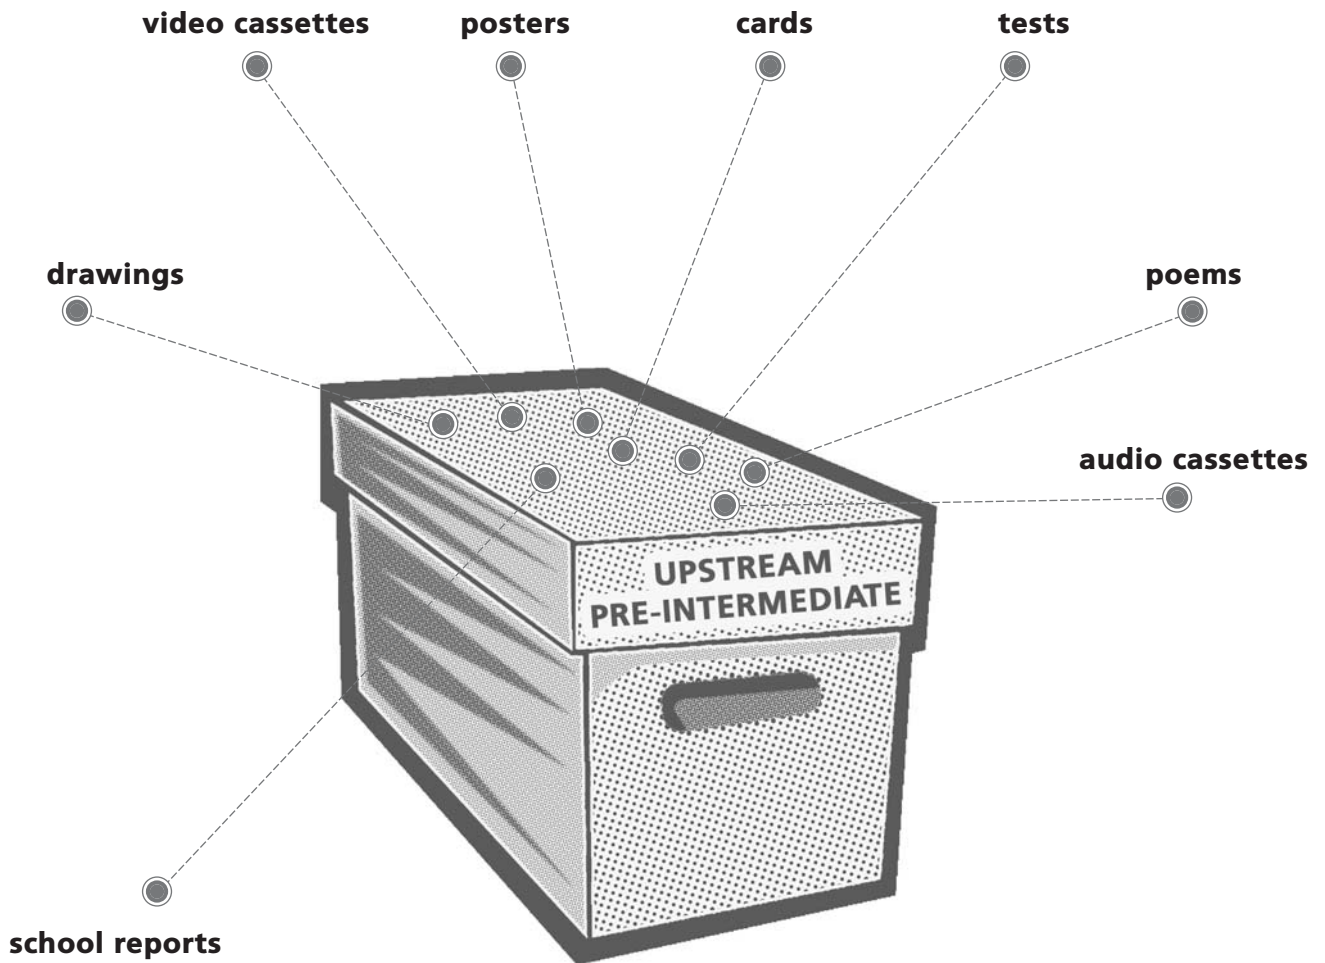 video cassettes
posters
cards
tests
drawings
poems
audio cassettes
UPSTREAM
PRE-INTERMEDIATE
school reports